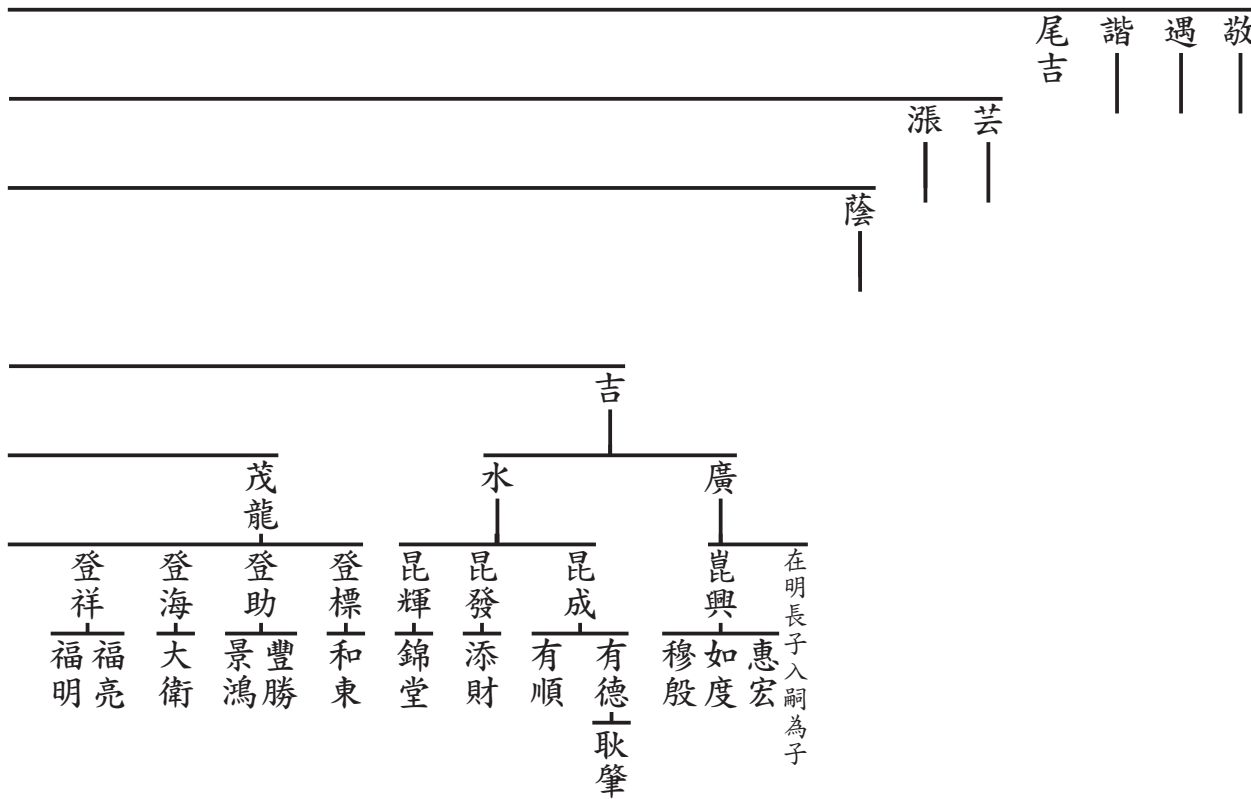 敬
遇
諧
尾吉
芸
漲
蔭
吉
廣
水
茂龍
在明長子入嗣為子
崑興
昆成
昆發
昆輝
登標
登助
登海
登祥
惠宏
如度
穆殷
有德
有順
添財
錦堂
和東
豐勝
景鴻
大衛
福亮
福明
耿肇